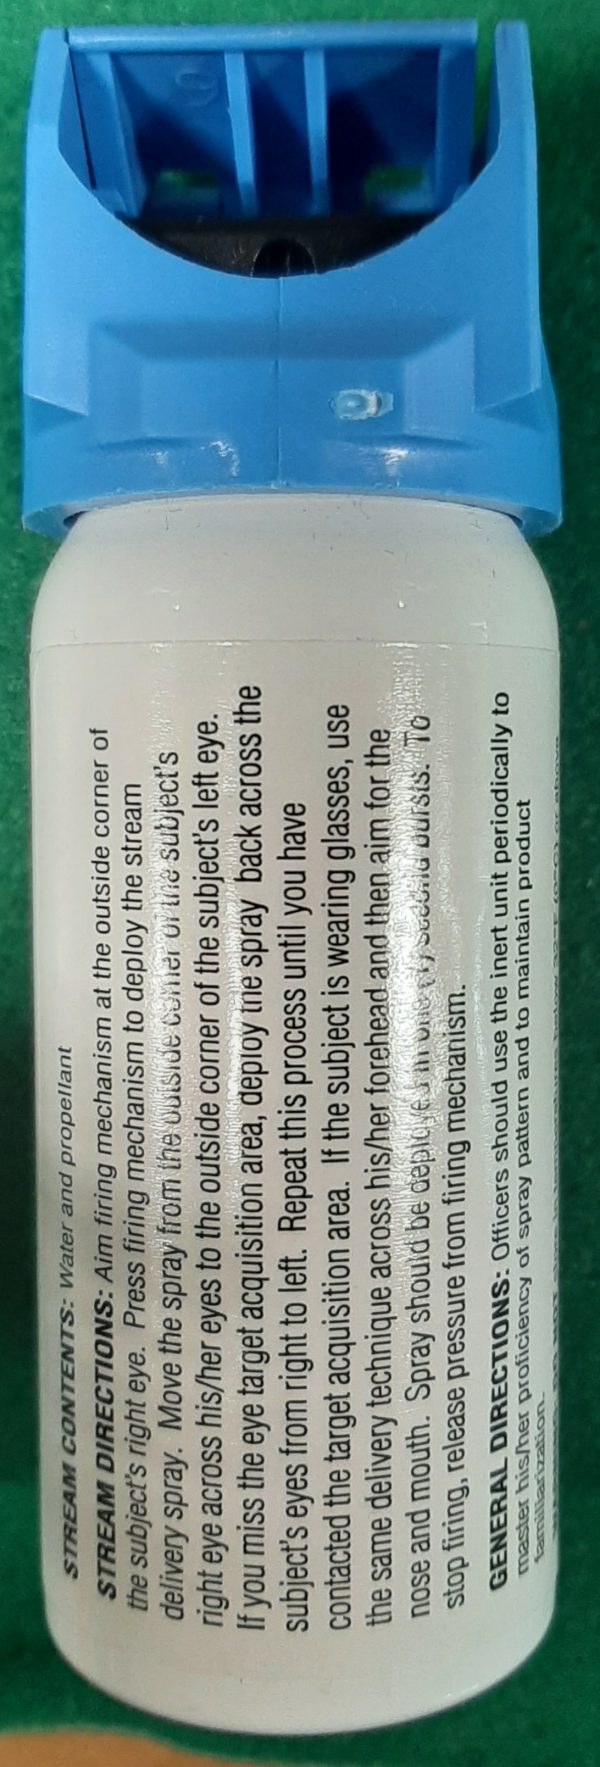 STREAM CONTENTS: Water and propellant
STREAM DIRECTIONS: Aim firing mechanism at the outside corner of
the subject's right eye. Press firing mechanism to deploy the stream
delivery spray. Move the spray from the outside corner of the subject's
right eye across his/her eyes to the outside corner of the subject's left eye.
If you miss the eye target acquisition area, deploy the spray back across the
subject's eyes from right to left. Repeat this process until you have
contacted the target acquisition area. If the subject is wearing glasses, use
the same delivery technique across his/her forehead and then aim for the
nose and mouth. Spray should be deployed in one (1) second bursts. To
stop firing, release pressure from firing mechanism.
GENERAL DIRECTIONS: Officers should use the inert unit periodically to
master his/her proficiency of spray pattern and to maintain product
familiarization.